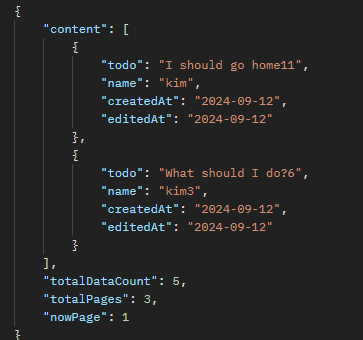 {
"content": [
{
"todo": "I should go home11",
"name": "kim",
"createdAt": "2024-09-12",
"editedAt": "2024-09-12"
},
{
"todo": "What should I do?6",
"name": "kim3",
"createdAt": "2024-09-12",
"editedAt": "2024-09-12"
}
],
"totalDataCount": 5,
"totalPages": 3,
"nowPage": 1
}